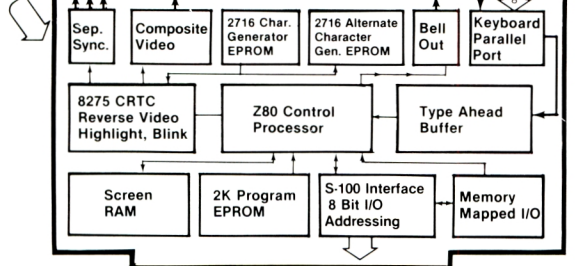 Sep.
Sync.
Composite
Video
2716 Char.
Generator
EPROM
2716 Alternate
Character
Gen. EPROM
Bell
Out
Keyboard
Parallel
Port
8275 CRTC
Reverse Video
Highlight, Blink
Z80 Control
Processor
Type Ahead
Buffer
Screen
RAM
2K Program
EPROM
S-100 Interface
8 Bit I/O
Addressing
Memory
Mapped I/O